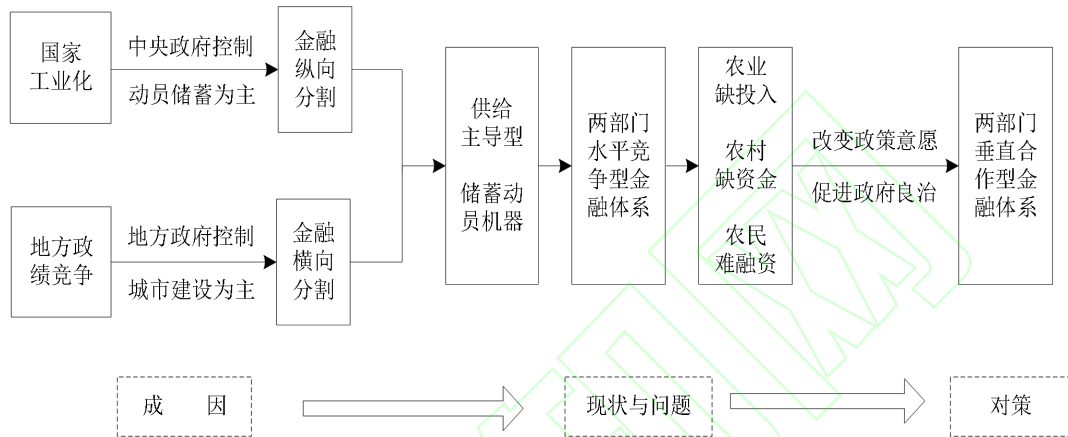 国家
工业化
中央政府控制
动员储蓄为主
金融
纵向
分割
地方政
绩竞争
地方政府控制
城市建设为主
金融
横向
分割
供给
主导型
储蓄动
员机器
两部门
水平竞
争型金
融体系
农业
缺投入
农村
缺资金
农民
难融资
改变政策意愿
促进政府良治
两部门
垂直合
作型金
融体系
成 因
现状与问题
对策